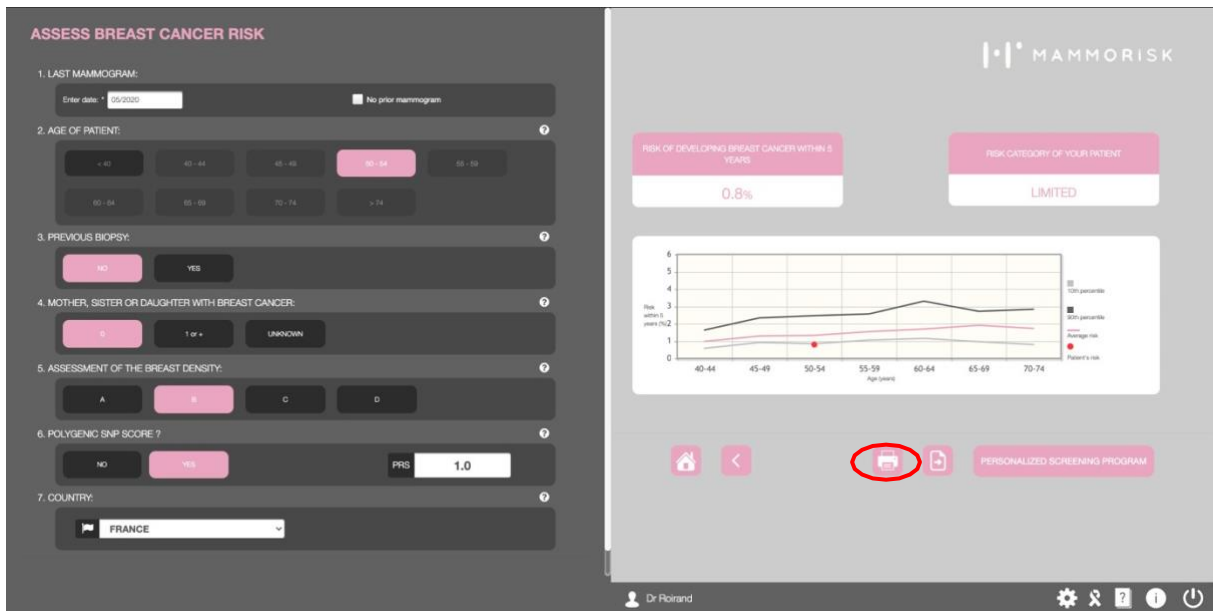 ASSESS BREAST CANCER RISK
1. LAST MAMMOGRAM:
Enter date: * 05/2020
No prior mammogram
2. AGE OF PATIENT:
?
< 40
40 - 44
45 - 49
50 - 54
55 - 59
60 - 64
65 - 69
70 - 74
> 74
3. PREVIOUS BIOPSY:
?
NO
YES
4. MOTHER, SISTER OR DAUGHTER WITH BREAST CANCER:
?
0
1 or +
UNKNOWN
5. ASSESSMENT OF THE BREAST DENSITY:
?
A
B
C
D
6. POLYGENIC SNP SCORE ?
?
NO
YES
PRS
1.0
7. COUNTRY:
?
FRANCE
MAMMORISK
RISK OF DEVELOPING BREAST CANCER WITHIN 5
YEARS
0.8%
RISK CATEGORY OF YOUR PATIENT
LIMITED
6
5
4
3
2
1
0
Risk
within 5
years (%)
40-44
45-49
50-54
55-59
60-64
65-69
70-74
Age (years)
10th percentile
90th percentile
Average risk
Patient's risk
PERSONALIZED SCREENING PROGRAM
Dr Roirand
?
i